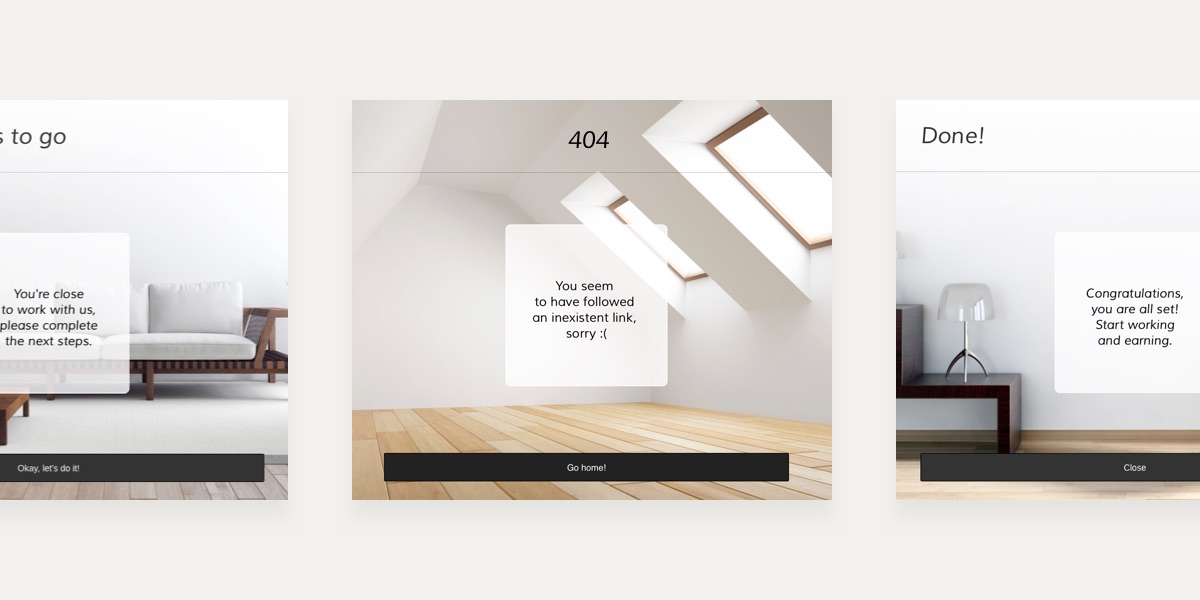 s to go
You're close
to work with us,
please complete
the next steps.
Okay, let's do it!
404
You seem
to have followed
an inexistent link,
sorry :(
Go home!
Done!
Congratulations,
you are all set!
Start working
and earning.
Close